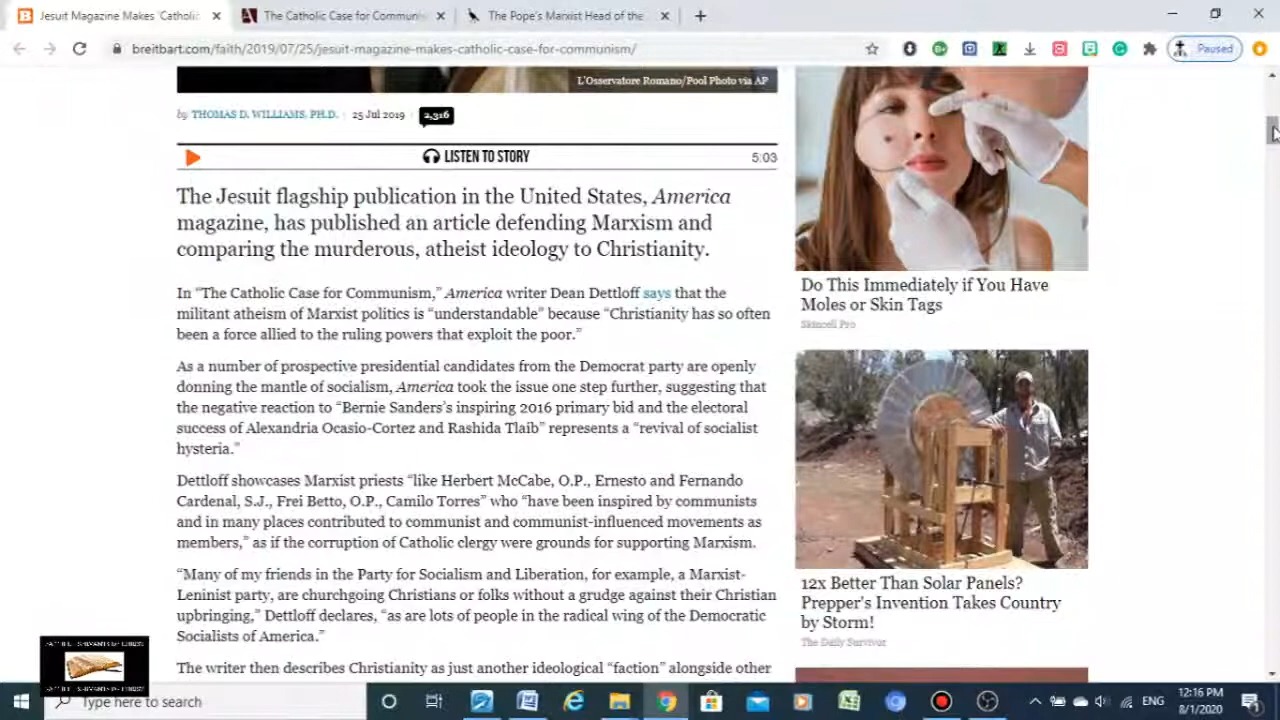 Jesuit Magazine Makes 'Catholic
The Catholic Case for Communi
The Pope's Marxist Head of the
breitbart.com/faith/2019/07/25/jesuit-magazine-makes-catholic-case-for-communism/
Paused
L'Osservatore Romano/Pool Photo via AP
by THOMAS D. WILLIAMS, PH.D. 25 Jul 2019 2,316
LISTEN TO STORY 5:03
The Jesuit flagship publication in the United States, America
magazine, has published an article defending Marxism and
comparing the murderous, atheist ideology to Christianity.
In “The Catholic Case for Communism,” America writer Dean Dettloff says that the
militant atheism of Marxist politics is “understandable” because “Christianity has so often
been a force allied to the ruling powers that exploit the poor.”
As a number of prospective presidential candidates from the Democrat party are openly
donning the mantle of socialism, America took the issue one step further, suggesting that
the negative reaction to “Bernie Sanders’s inspiring 2016 primary bid and the electoral
success of Alexandria Ocasio-Cortez and Rashida Tlaib” represents a “revival of socialist
hysteria.”
Dettloff showcases Marxist priests “like Herbert McCabe, O.P., Ernesto and Fernando
Cardenal, S.J., Frei Betto, O.P., Camilo Torres” who “have been inspired by communists
and in many places contributed to communist and communist-influenced movements as
members,” as if the corruption of Catholic clergy were grounds for supporting Marxism.
“Many of my friends in the Party for Socialism and Liberation, for example, a Marxist-
Leninist party, are churchgoing Christians or folks without a grudge against their Christian
upbringing,” Dettloff declares, “as are lots of people in the radical wing of the Democratic
Socialists of America.”
The writer then describes Christianity as just another ideological “faction” alongside other
Do This Immediately if You Have
Moles or Skin Tags
Skincell Pro
12x Better Than Solar Panels?
Prepper's Invention Takes Country
by Storm!
The Daily Survivor
Type here to search
ENG
12:16 PM
8/1/2020